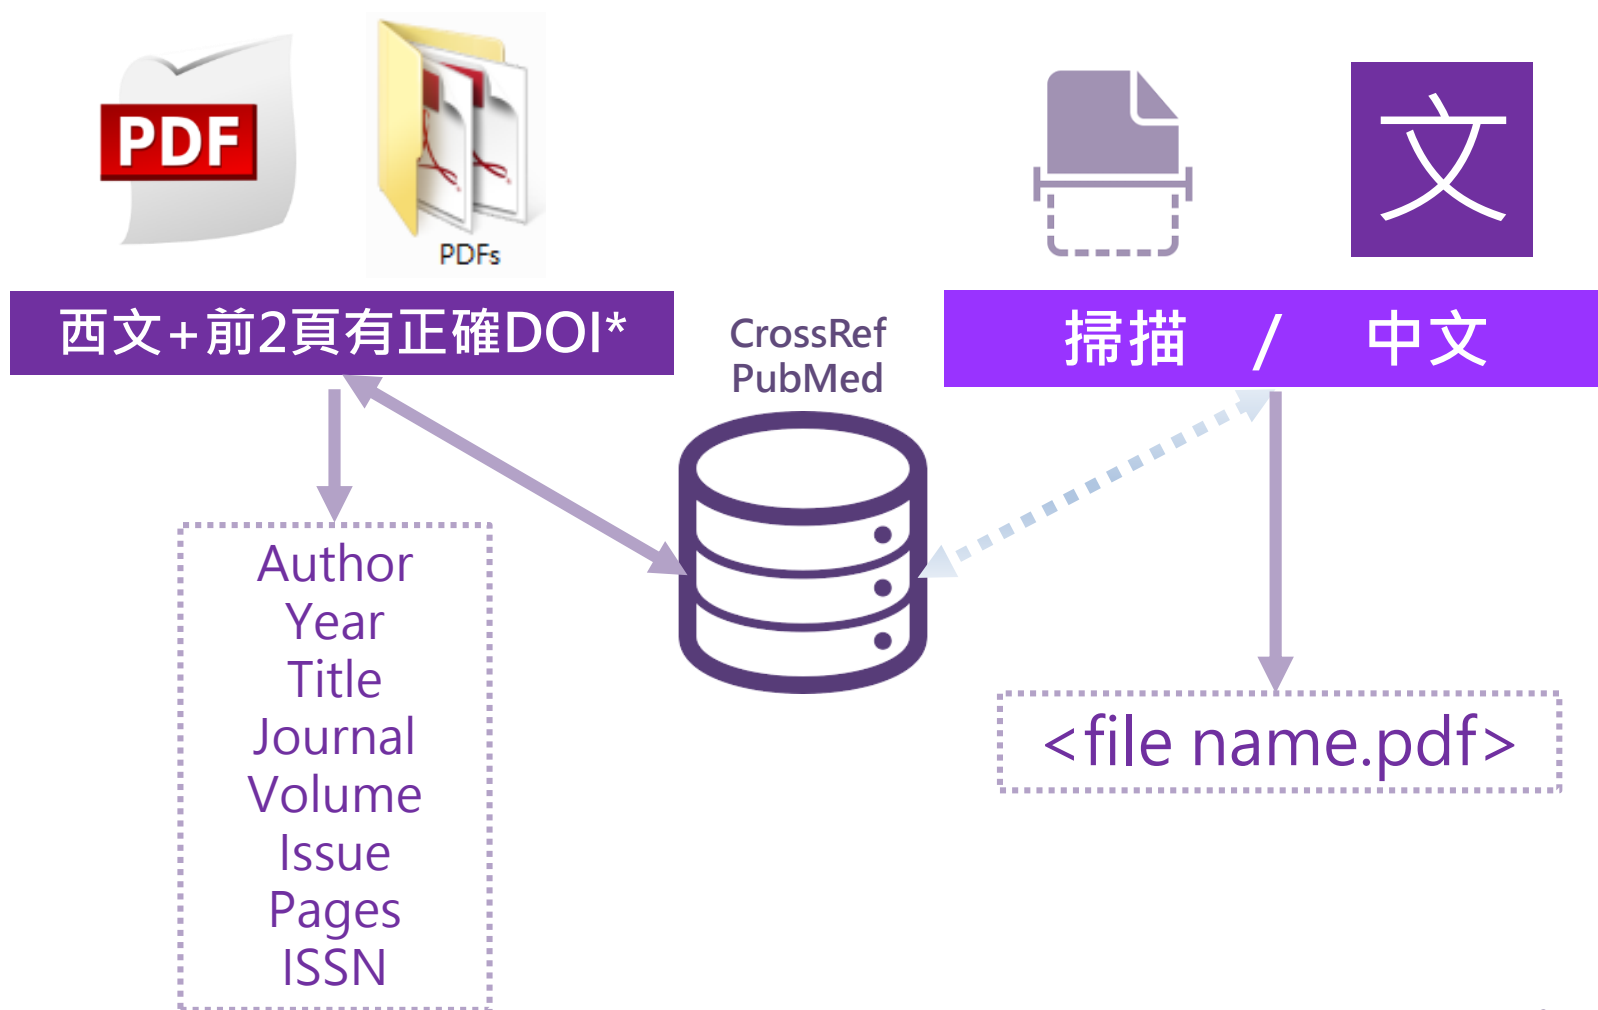 PDF
PDFs
文
西文+前2頁有正確DOI*
CrossRef
PubMed
掃描 / 中文
Author
Year
Title
Journal
Volume
Issue
Pages
ISSN
<file name.pdf>